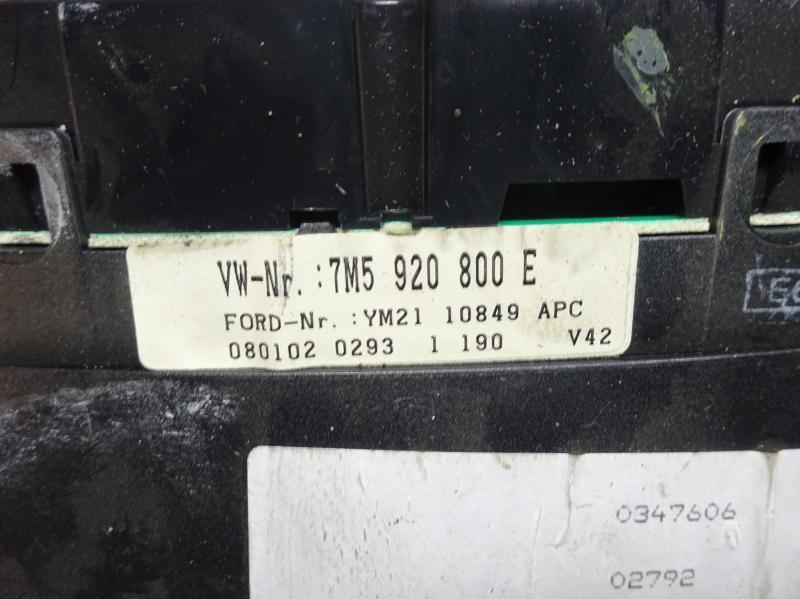 VW-Nr. :7M5 920 800 E
FORD-Nr. :YM21 10849 APC
080102 0293 1 190 V42
0347606
02792